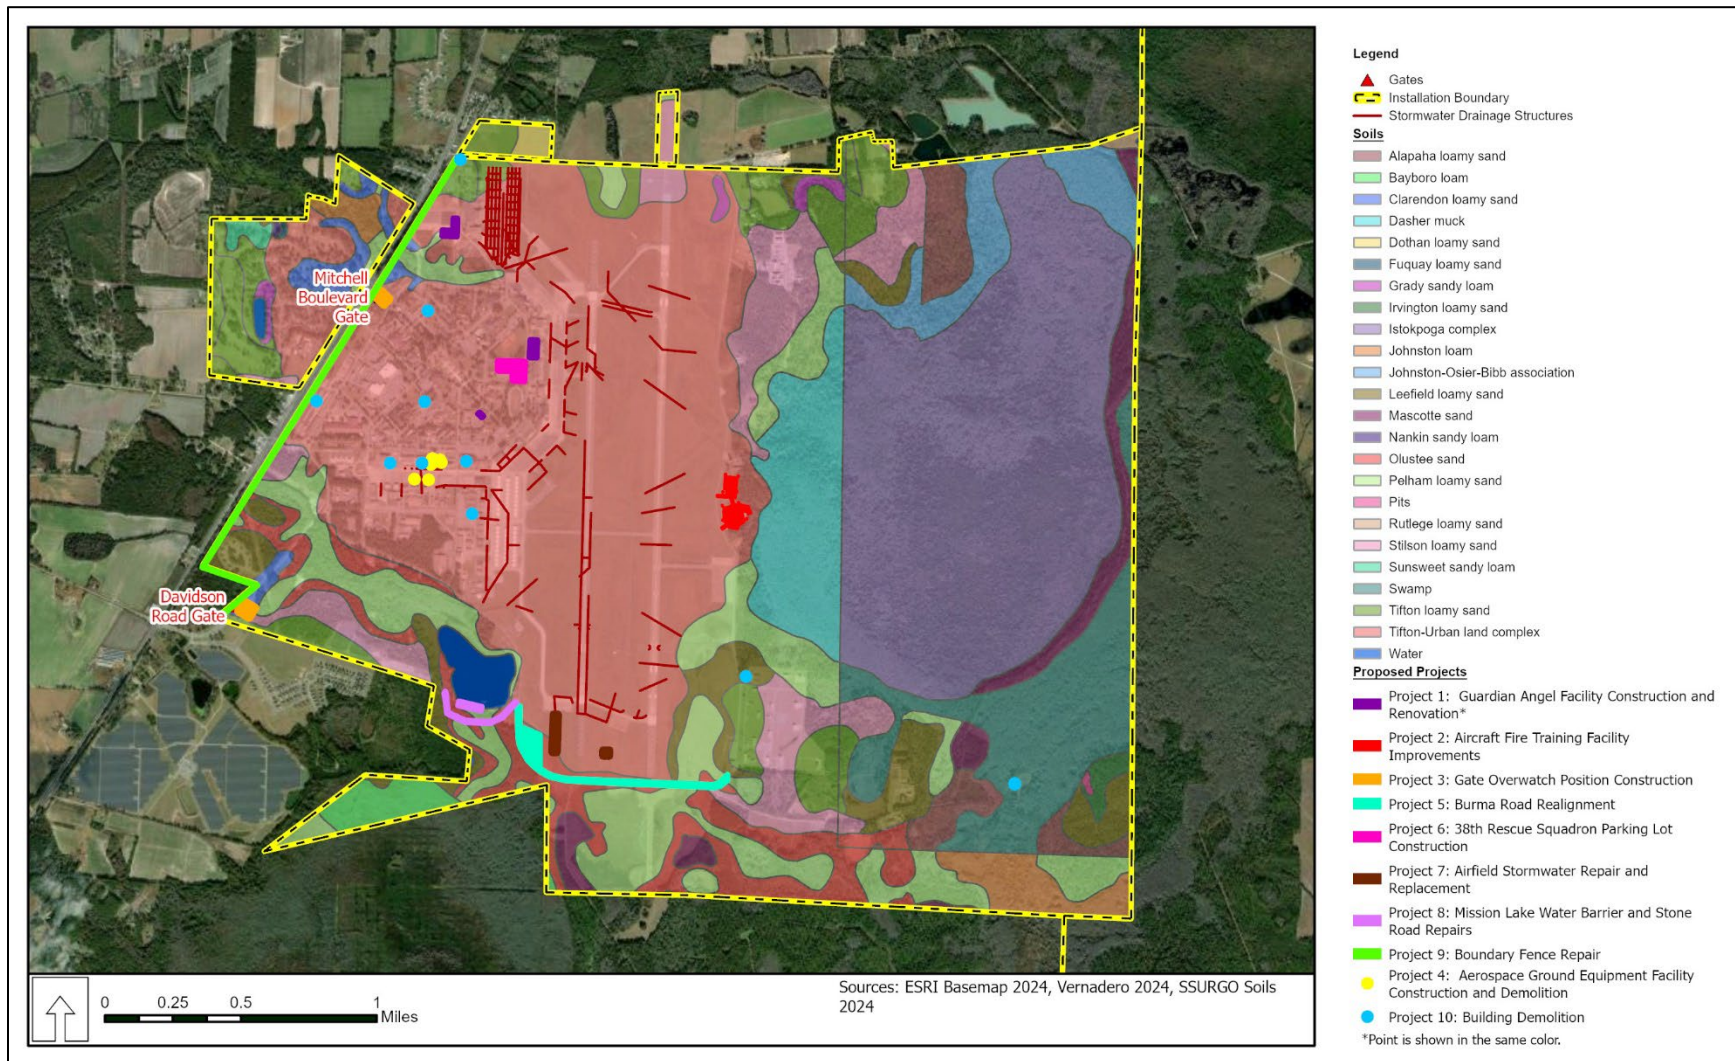 Mitchell
Boulevard
Gate
Davidson
Road Gate
0 0.25 0.5 1
Miles
Sources: ESRI Basemap 2024, Vernadero 2024, SSURGO Soils
2024
Legend
Gates
Installation Boundary
Stormwater Drainage Structures
Soils
Alapaha loamy sand
Bayboro loam
Clarendon loamy sand
Dasher muck
Dothan loamy sand
Fuquay loamy sand
Grady sandy loam
Irvington loamy sand
Istokpoga complex
Johnston loam
Johnston-Osier-Bibb association
Leefield loamy sand
Mascotte sand
Nankin sandy loam
Olustee sand
Pelham loamy sand
Pits
Rutlege loamy sand
Stilson loamy sand
Sunsweet sandy loam
Swamp
Tifton loamy sand
Tifton-Urban land complex
Water
Proposed Projects
Project 1: Guardian Angel Facility Construction and
Renovation*
Project 2: Aircraft Fire Training Facility
Improvements
Project 3: Gate Overwatch Position Construction
Project 5: Burma Road Realignment
Project 6: 38th Rescue Squadron Parking Lot
Construction
Project 7: Airfield Stormwater Repair and
Replacement
Project 8: Mission Lake Water Barrier and Stone
Road Repairs
Project 9: Boundary Fence Repair
Project 4: Aerospace Ground Equipment Facility
Construction and Demolition
Project 10: Building Demolition
*Point is shown in the same color.